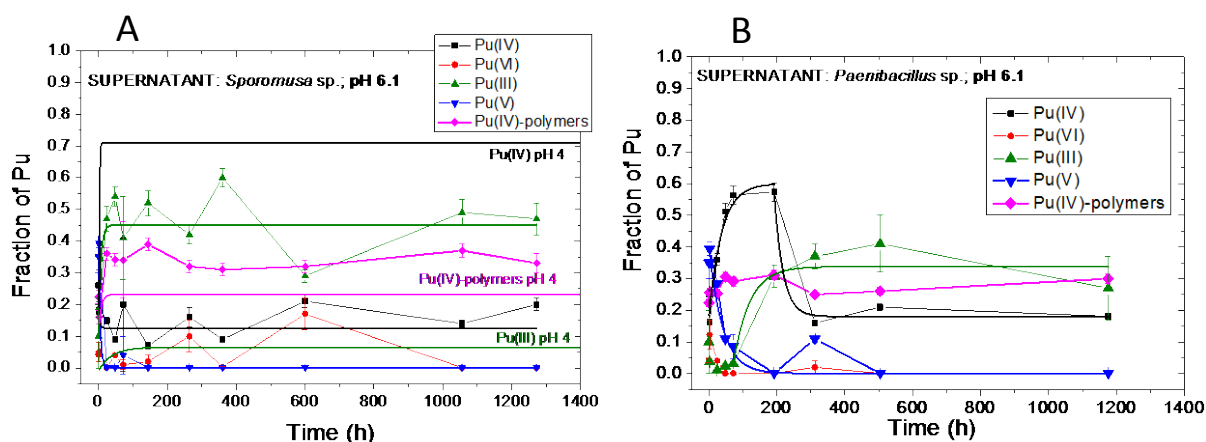 A
Pu(IV)
Pu(VI)
Pu(III)
Pu(V)
Pu(IV)-polymers
SUPERNATANT: Sporomusa sp.; pH 6.1
Pu(IV) pH 4
Pu(IV)-polymers pH 4
Pu(III) pH 4
Fraction of Pu
1.0
0.9
0.8
0.7
0.6
0.5
0.4
0.3
0.2
0.1
0.0
0 200 400 600 800 1000 1200 1400
Time (h)
B
SUPERNATANT: Paenibacillus sp.; pH 6.1
Pu(IV)
Pu(VI)
Pu(III)
Pu(V)
Pu(IV)-polymers
Fraction of Pu
1.0
0.9
0.8
0.7
0.6
0.5
0.4
0.3
0.2
0.1
0.0
0 200 400 600 800 1000 1200 1400
Time (h)